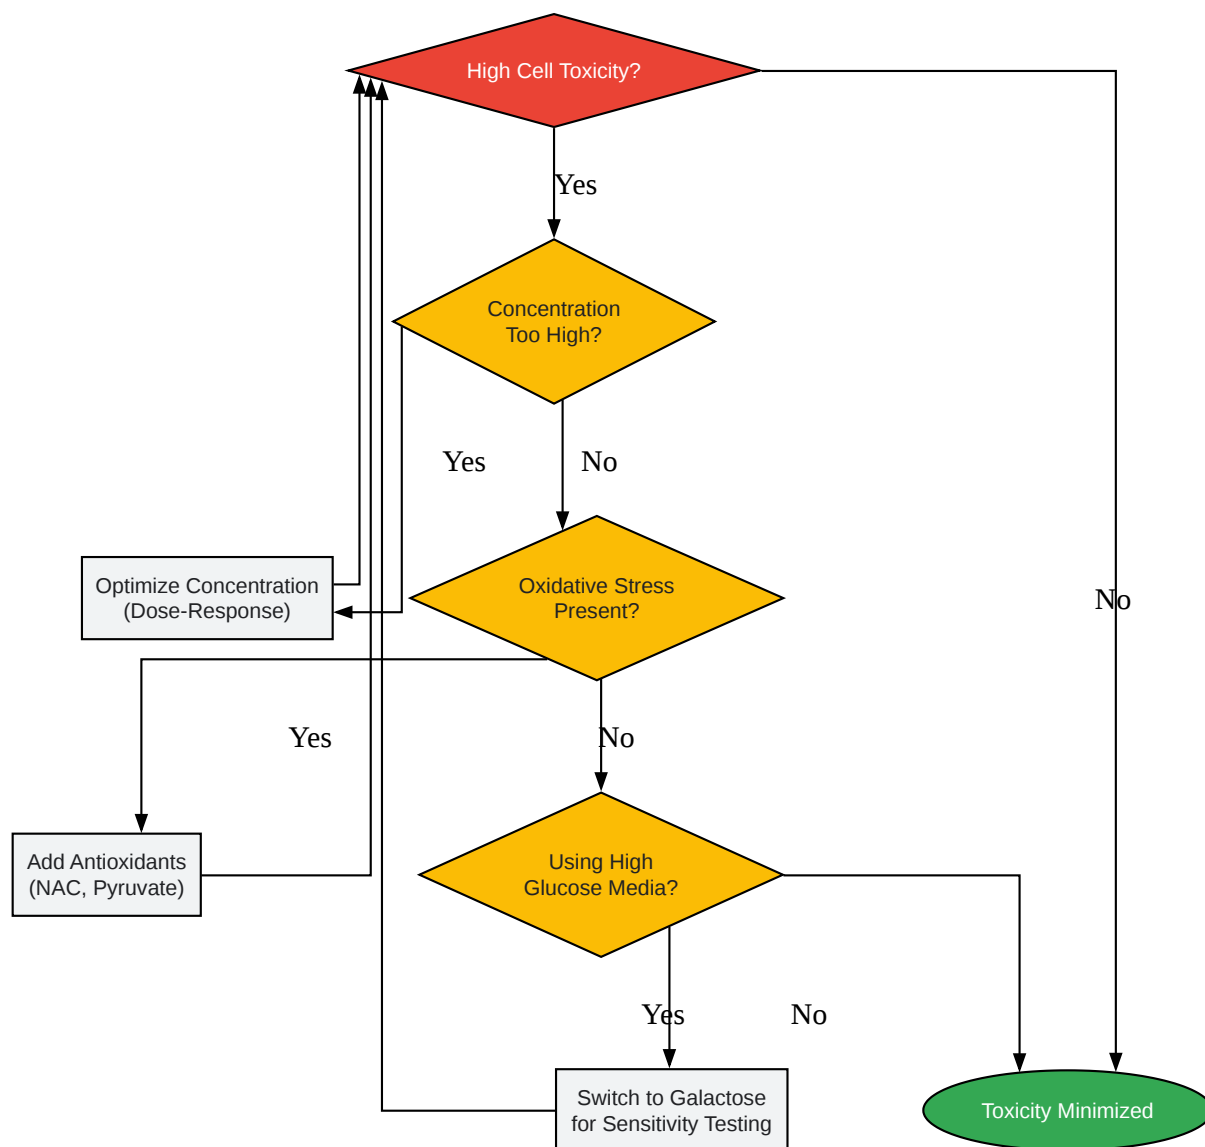 High Cell Toxicity?
Yes
Concentration
Too High?
Yes
No
Optimize Concentration
(Dose-Response)
Oxidative Stress
Present?
No
Yes
No
Add Antioxidants
(NAC, Pyruvate)
Using High
Glucose Media?
Yes
No
Switch to Galactose
for Sensitivity Testing
Toxicity Minimized